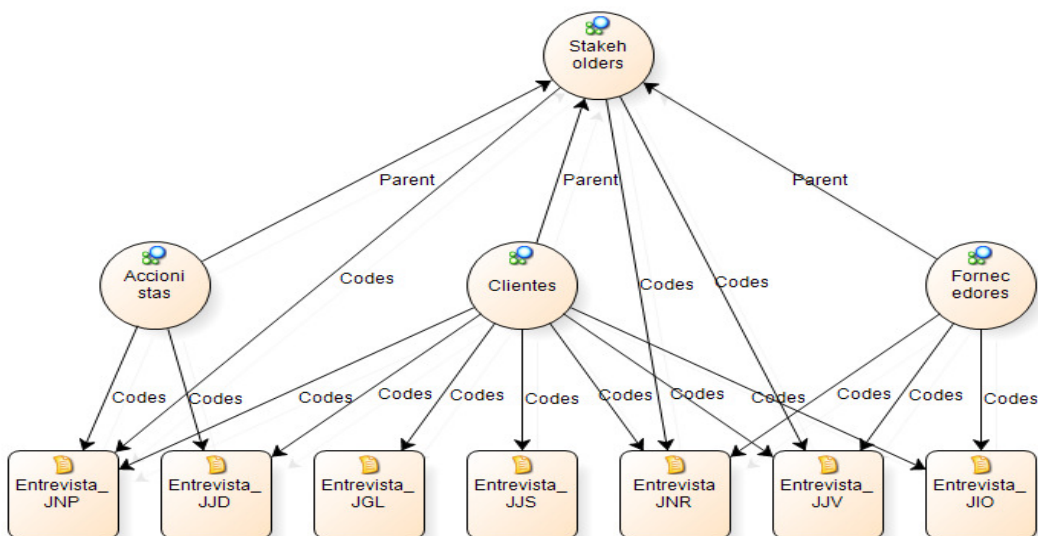 Stakeh
olders
Parent
Parent
Parent
Accioni
stas
Codes
Clientes
Codes
Codes
Fornec
edores
Codes
Codes
Codes
Codes
Codes
Codes
Codes
Codes
Codes
Codes
Codes
Codes
Entrevista_
JNP
Entrevista_
JJD
Entrevista_
JGL
Entrevista_
JJS
Entrevista
JNR
Entrevista_
JJV
Entrevista_
JIO